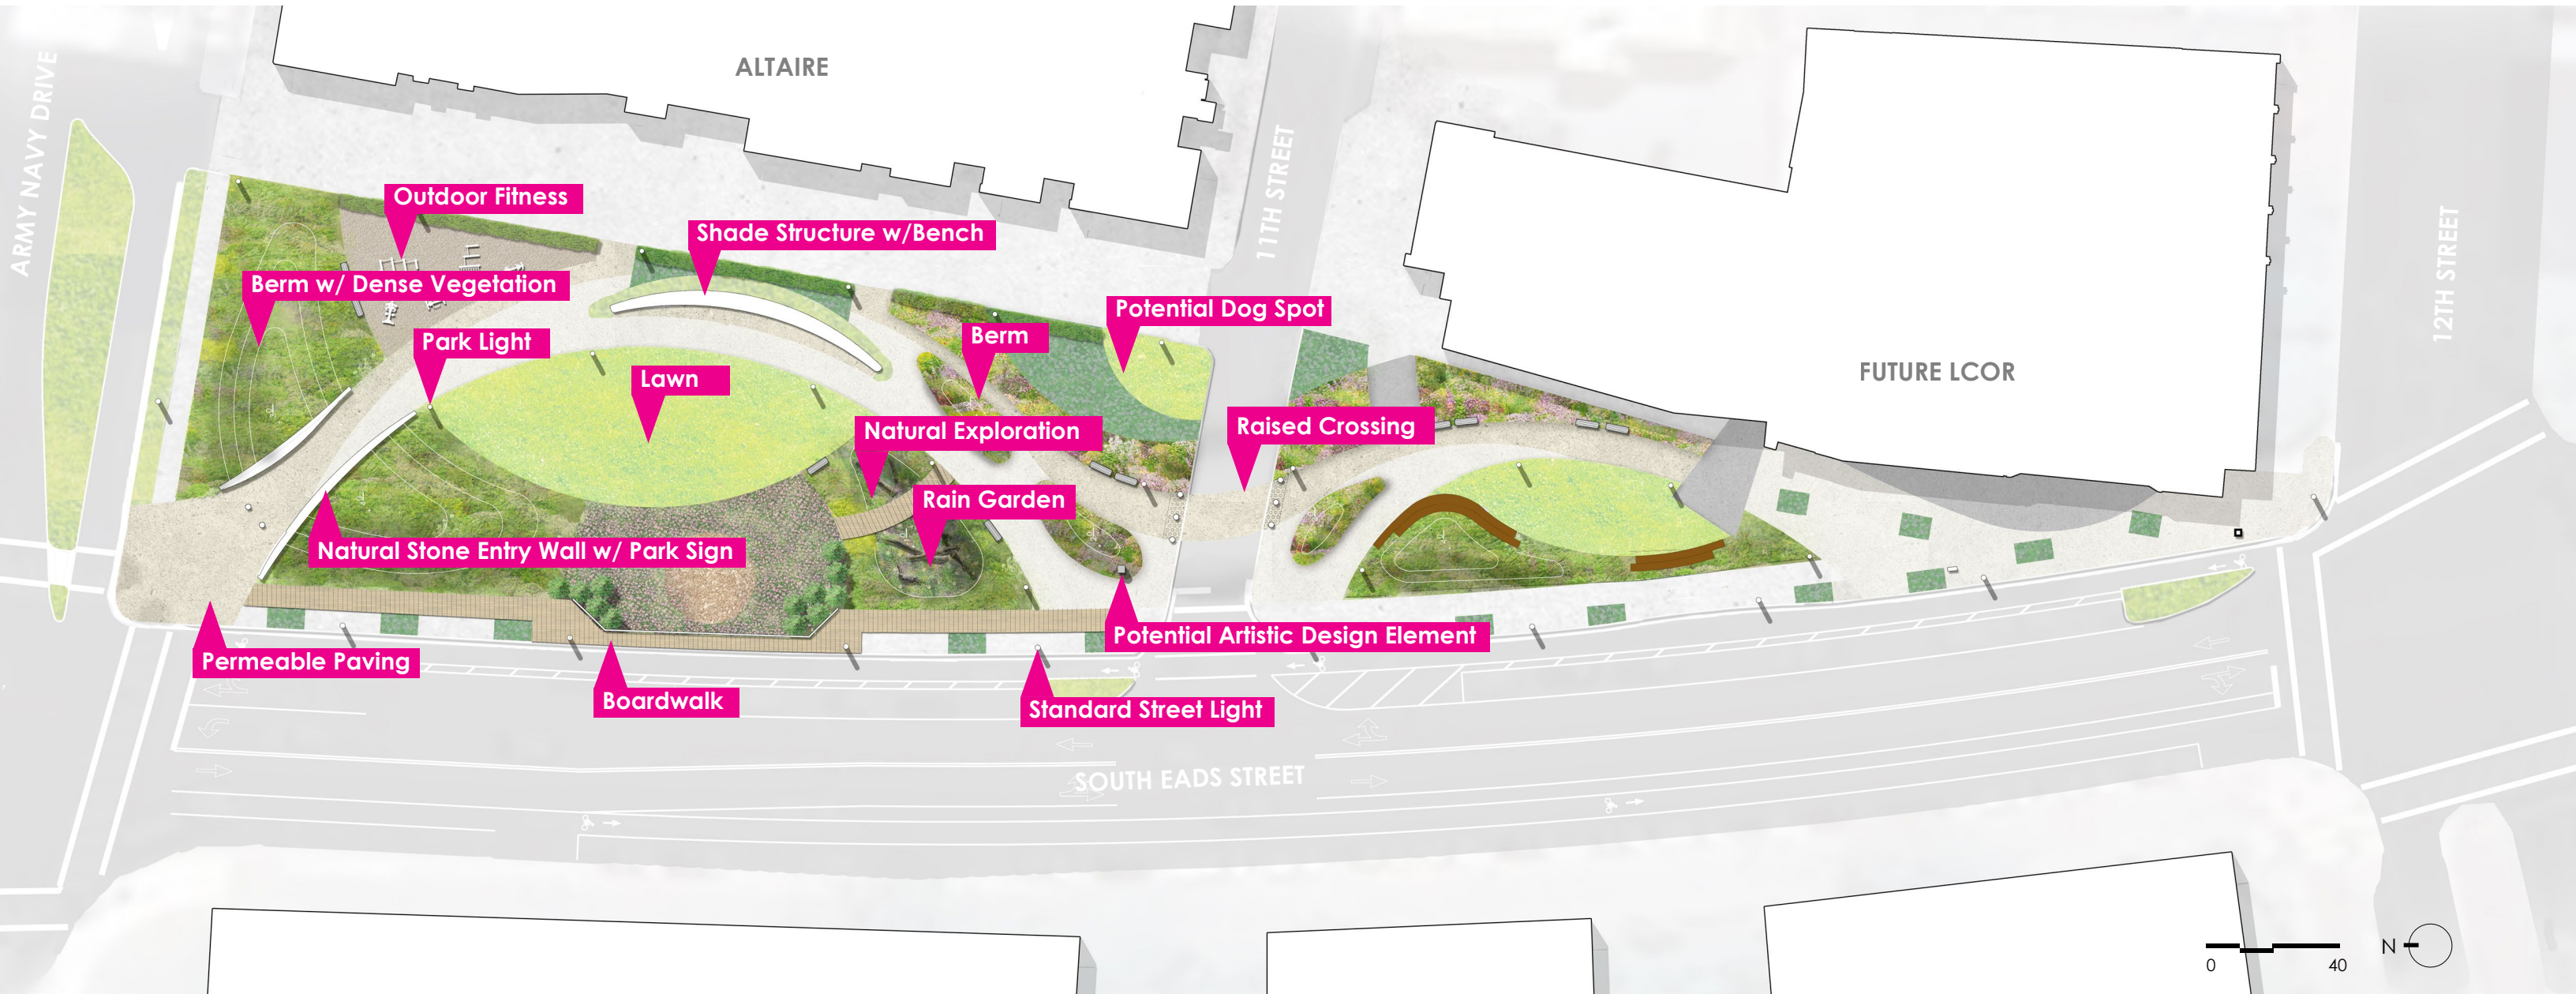 ALTAIRE
ARMY NAVY DRIVE
11TH STREET
12TH STREET
Outdoor Fitness
Shade Structure w/Bench
Berm w/ Dense Vegetation
Potential Dog Spot
Park Light
Berm
Lawn
FUTURE LCOR
Natural Exploration
Raised Crossing
Rain Garden
Natural Stone Entry Wall w/ Park Sign
Potential Artistic Design Element
Permeable Paving
Boardwalk
Standard Street Light
SOUTH EADS STREET
N
0 40